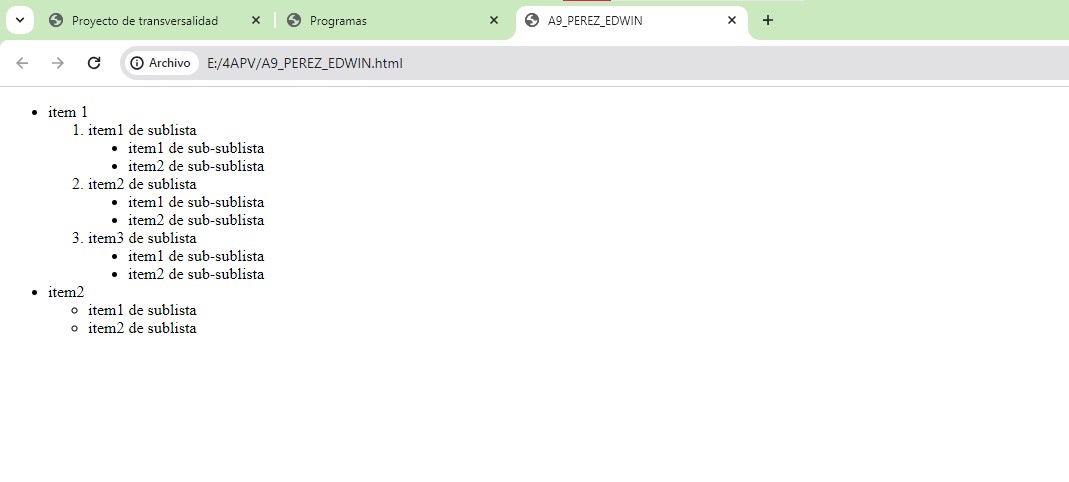 Proyecto de transversalidad
Programas
A9_PEREZ_EDWIN
Archivo E:/4APV/A9_PEREZ_EDWIN.html
• item 1
1. item1 de sublista
• item1 de sub-sublista
• item2 de sub-sublista
2. item2 de sublista
• item1 de sub-sublista
• item2 de sub-sublista
3. item3 de sublista
• item1 de sub-sublista
• item2 de sub-sublista
• item2
○ item1 de sublista
○ item2 de sublista